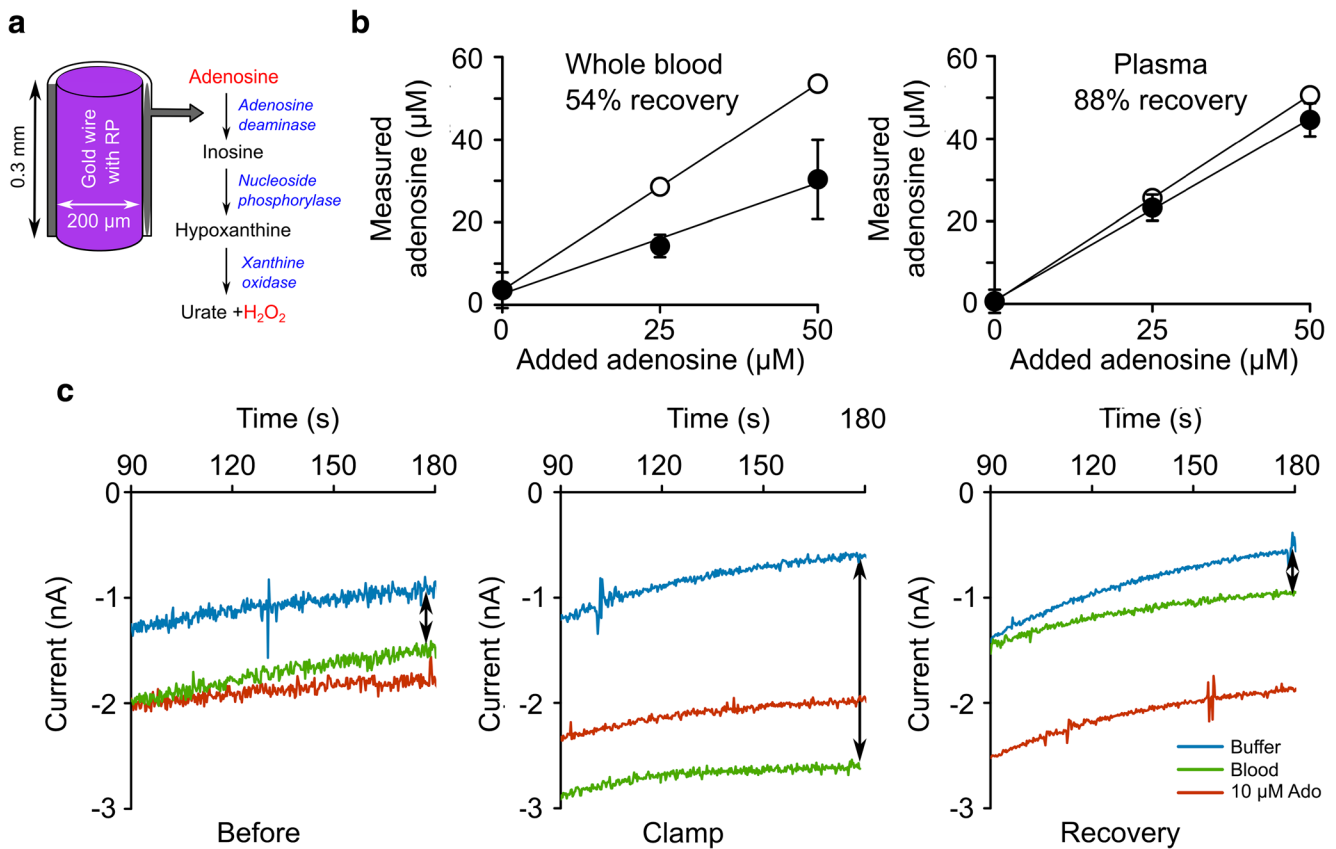 a
0.3 mm
Gold wire
with RP
200 µm
Adenosine
Adenosine
deaminase
Inosine
Nucleoside
phosphorylase
Hypoxanthine
Xanthine
oxidase
Urate +H₂O₂
b
Measured
adenosine (µM)
60
40
20
0
Whole blood
54% recovery
0 25 50
Added adenosine (µM)
Measured
adenosine (µM)
60
40
20
0
Plasma
88% recovery
0 25 50
Added adenosine (µM)
c
Time (s)
90 120 150 180
Current (nA)
0
-1
-2
-3
Before
Time (s) 180
90 120 150
Current (nA)
0
-1
-2
-3
Clamp
Time (s)
90 120 150 180
Current (nA)
0
-1
-2
-3
Buffer
Blood
10 µM Ado
Recovery